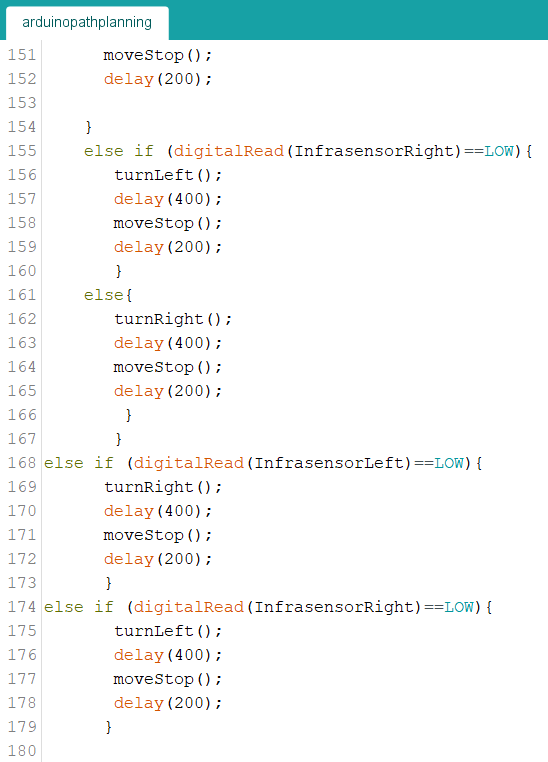 arduinopathplanning
151 moveStop();
152 delay(200);
153
154 }
155 else if (digitalRead(InfrasensorRight)==LOW){
156 turnLeft();
157 delay(400);
158 moveStop();
159 delay(200);
160 }
161 else{
162 turnRight();
163 delay(400);
164 moveStop();
165 delay(200);
166 }
167 }
168 else if (digitalRead(InfrasensorLeft)==LOW){
169 turnRight();
170 delay(400);
171 moveStop();
172 delay(200);
173 }
174 else if (digitalRead(InfrasensorRight)==LOW){
175 turnLeft();
176 delay(400);
177 moveStop();
178 delay(200);
179 }
180